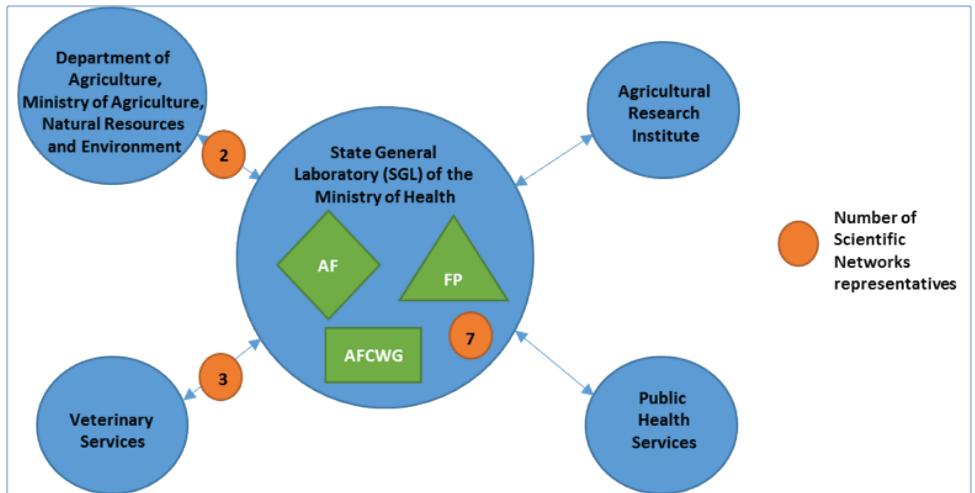 Department of
Agriculture,
Ministry of Agriculture,
Natural Resources
and Environment
2
State General
Laboratory (SGL) of the
Ministry of Health
AF
FP
AFCWG
7
Agricultural
Research
Institute
Number of
Scientific
Networks
representatives
3
Veterinary
Services
Public
Health
Services